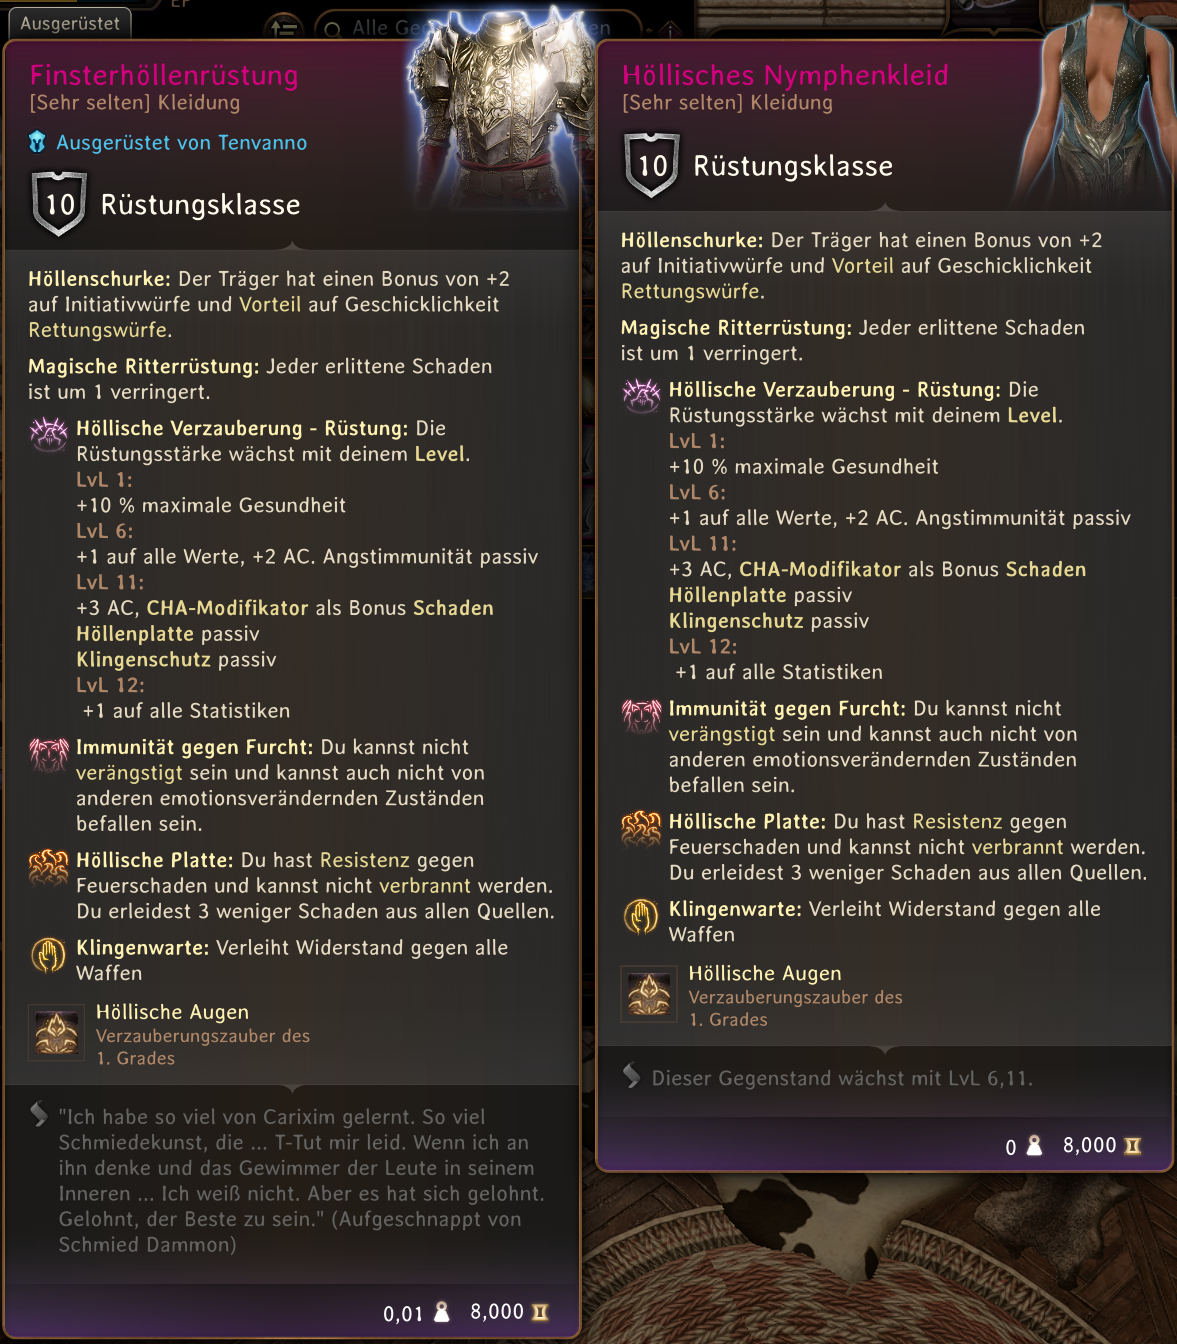 EP
Ausgerüstet
Alle Ge
en
Finsterhöllenrüstung
[Sehr selten] Kleidung
Ausgerüstet von Tenvanno
10 Rüstungsklasse
Höllenschurke: Der Träger hat einen Bonus von +2
auf Initiativwürfe und Vorteil auf Geschicklichkeit
Rettungswürfe.
Magische Ritterrüstung: Jeder erlittene Schaden
ist um 1 verringert.
Höllische Verzauberung - Rüstung: Die
Rüstungsstärke wächst mit deinem Level.
LvL 1:
+10 % maximale Gesundheit
LvL 6:
+1 auf alle Werte, +2 AC. Angstimmunität passiv
LvL 11:
+3 AC, CHA-Modifikator als Bonus Schaden
Höllenplatte passiv
Klingenschutz passiv
LvL 12:
+1 auf alle Statistiken
Immunität gegen Furcht: Du kannst nicht
verängstigt sein und kannst auch nicht von
anderen emotionsverändernden Zuständen
befallen sein.
Höllische Platte: Du hast Resistenz gegen
Feuerschaden und kannst nicht verbrannt werden.
Du erleidest 3 weniger Schaden aus allen Quellen.
Klingenwarte: Verleiht Widerstand gegen alle
Waffen
Höllische Augen
Verzauberungszauber des
1. Grades
"Ich habe so viel von Carixim gelernt. So viel
Schmiedekunst, die ... T-Tut mir leid. Wenn ich an
ihn denke und das Gewimmer der Leute in seinem
Inneren ... Ich weiß nicht. Aber es hat sich gelohnt.
Gelohnt, der Beste zu sein." (Aufgeschnappt von
Schmied Dammon)
0,01 8,000
Höllisches Nymphenkleid
[Sehr selten] Kleidung
10 Rüstungsklasse
Höllenschurke: Der Träger hat einen Bonus von +2
auf Initiativwürfe und Vorteil auf Geschicklichkeit
Rettungswürfe.
Magische Ritterrüstung: Jeder erlittene Schaden
ist um 1 verringert.
Höllische Verzauberung - Rüstung: Die
Rüstungsstärke wächst mit deinem Level.
LvL 1:
+10 % maximale Gesundheit
LvL 6:
+1 auf alle Werte, +2 AC. Angstimmunität passiv
LvL 11:
+3 AC, CHA-Modifikator als Bonus Schaden
Höllenplatte passiv
Klingenschutz passiv
LvL 12:
+1 auf alle Statistiken
Immunität gegen Furcht: Du kannst nicht
verängstigt sein und kannst auch nicht von
anderen emotionsverändernden Zuständen
befallen sein.
Höllische Platte: Du hast Resistenz gegen
Feuerschaden und kannst nicht verbrannt werden.
Du erleidest 3 weniger Schaden aus allen Quellen.
Klingenwarte: Verleiht Widerstand gegen alle
Waffen
Höllische Augen
Verzauberungszauber des
1. Grades
Dieser Gegenstand wächst mit LvL 6,11.
0 8,000